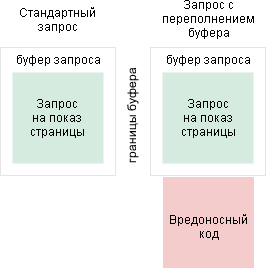 Стандартный
запрос
буфер запроса
Запрос
на показ
страницы
границы буфера
Запрос с
переполнением
буфера
буфер запроса
Запрос
на показ
страницы
Вредоносный
код